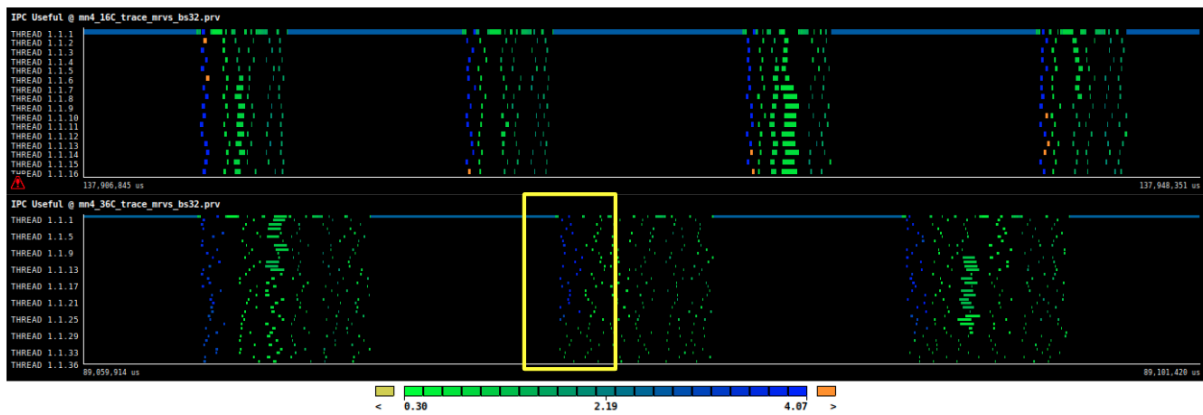 IPC Useful @ mn4_16C_trace_mrvs_bs32.prv
THREAD 1.1.1
THREAD 1.1.2
THREAD 1.1.3
THREAD 1.1.4
THREAD 1.1.5
THREAD 1.1.6
THREAD 1.1.7
THREAD 1.1.8
THREAD 1.1.9
THREAD 1.1.10
THREAD 1.1.11
THREAD 1.1.12
THREAD 1.1.13
THREAD 1.1.14
THREAD 1.1.15
THREAD 1.1.16
137,906,845 us
137,948,351 us
IPC Useful @ mn4_36C_trace_mrvs_bs32.prv
THREAD 1.1.1
THREAD 1.1.5
THREAD 1.1.9
THREAD 1.1.13
THREAD 1.1.17
THREAD 1.1.21
THREAD 1.1.25
THREAD 1.1.29
THREAD 1.1.33
THREAD 1.1.36
89,059,914 us
89,101,420 us
< 0.30 2.19 4.07 >